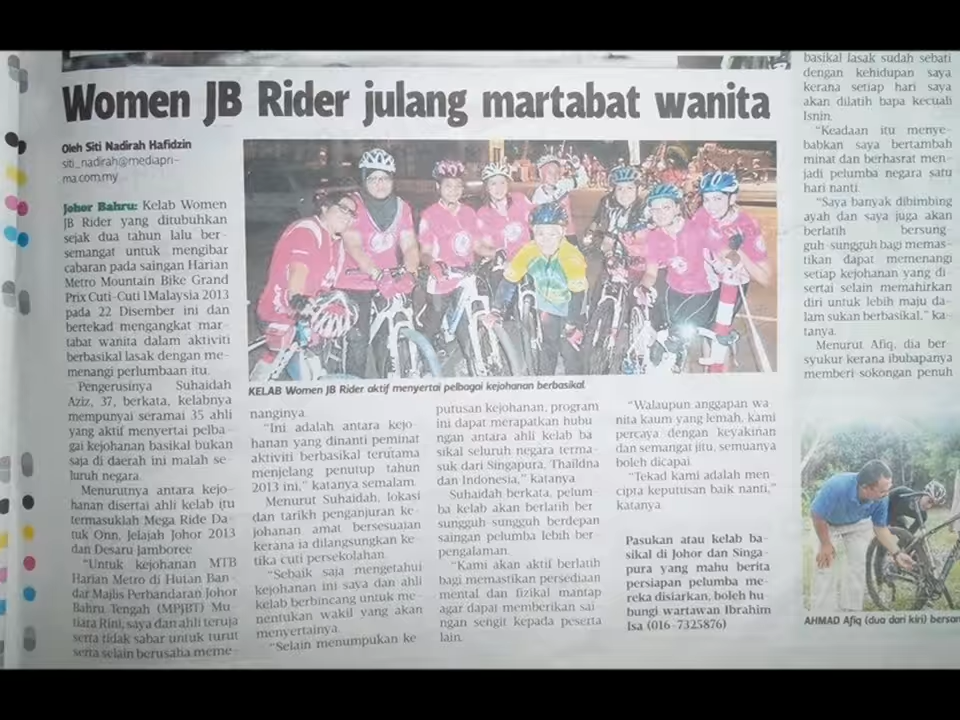 Women JB Rider julang martabat wanita
Oleh Siti Nadirah Hafidzin
siti_nadirah@mediapri-
ma.com.my
Johor Bahru: Kelab Women
JB Rider yang ditubuhkan
sejak dua tahun lalu ber-
semangat untuk mengibar
cabaran pada saingan Harian
Metro Mountain Bike Grand
Prix Cuti-Cuti 1Malaysia 2013
pada 22 Disember ini dan
bertekad mengangkat mar-
tabat wanita dalam aktiviti
berbasikal lasak dengan me-
menangi perlumbaan itu.
Pengerusinya Suhaidah
Aziz, 37, berkata, kelabnya
mempunyai seramai 35 ahli
yang aktif menyertai pelba-
gai kejohanan basikal bukan
saja di daerah ini malah se-
luruh negara.
Menurutnya antara kejo-
hanan disertai ahli kelab itu
termasuklah Mega Ride Da-
tuk Onn, Jelajah Johor 2013
dan Desaru Jamboree
"Untuk kejohanan MTB
Harian Metro di Hutan Ban-
dar Majlis Perbandaran Johor
Bahru Tengah (MPJBT) Mu-
tiara Rini, saya dan ahli teruja
serta tidak sabar untuk turut
serta selain berusaha meme-
KELAB Women JB Rider aktif menyertai pelbagai kejohanan berbasikal.
nanginya.
"Ini adalah antara kejo-
hanan yang dinanti peminat
aktiviti berbasikal terutama
menjelang penutup tahun
2013 ini," katanya semalam.
Menurut Suhaidah, lokasi
dan tarikh penganjuran ke-
johanan amat bersesuaian
kerana ia dilangsungkan ke-
tika cuti persekolahan.
"Sebaik saja mengetahui
kejohanan ini saya dan ahli
kelab berbincang untuk me-
nentukan wakil yang akan
menyertainya.
"Selain menumpukan ke
putusan kejohanan, program
ini dapat merapatkan hubu
ngan antara ahli kelab ba
sikal seluruh negara terma-
suk dari Singapura, Thaildna
dan Indonesia," katanya
Suhaidah berkata, pelum-
ba kelab akan berlatih ber
sungguh-sungguh berdepan
saingan pelumba lebih ber-
pengalaman.
"Kami akan aktif berlatih
bagi memastikan persediaan
mental dan fizikal mantap
agar dapat memberikan sai-
ngan sengit kepada peserta
lain.
"Walaupun anggapan wa
nita kaum yang lemah, kami
percaya dengan keyakinan
dan semangat jitu, semuanya
boleh dicapai.
"Tekad kami adalah men
cipta keputusan baik nanti,"
katanya.
Pasukan atau kelab ba-
sikal di Johor dan Singa-
pura yang mahu berita
persiapan pelumba me-
reka disiarkan, boleh hu-
bungi wartawan Ibrahim
Isa (016-7325876)
basikal lasak sudah sebati
dengan kehidupan saya
kerana setiap hari saya
akan dilatih bapa kecuali
Isnin.
"Keadaan itu menye-
babkan saya bertambah
minat dan berhasrat men-
jadi pelumba negara satu
hari nanti.
"Saya banyak dibimbing
ayah dan saya juga akan
berlatih bersung-
guh-sungguh bagi memas-
tikan dapat memenangi
setiap kejohanan yang di-
sertai selain memahirkan
diri untuk lebih maju da-
lam sukan berbasikal," ka-
tanya.
Menurut Afiq, dia ber-
syukur kerana ibubapanya
memberi sokongan penuh
AHMAD Afiq (dua dari kiri) bersam